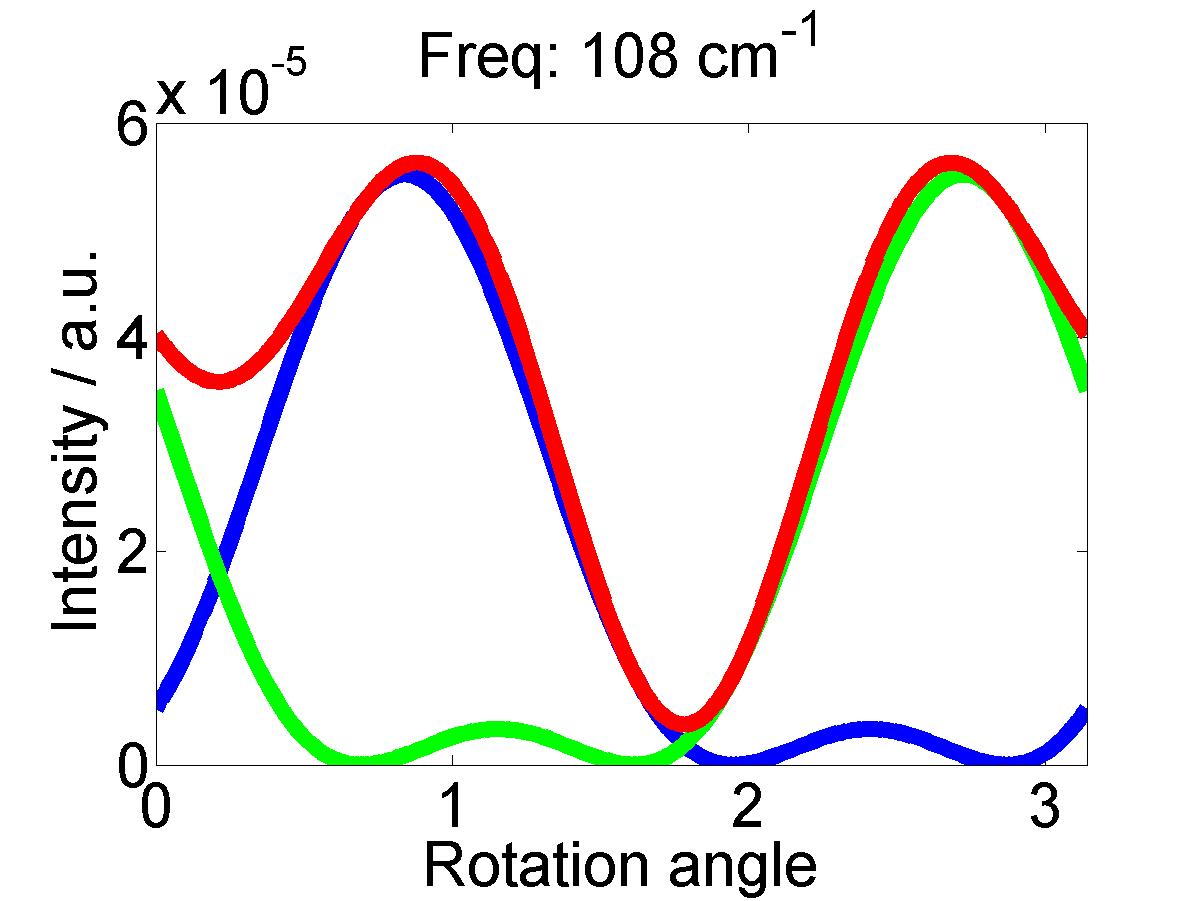 Freq: 108 cm⁻¹
x 10⁻⁵
6
4
2
0
Intensity / a.u.
0 1 2 3
Rotation angle